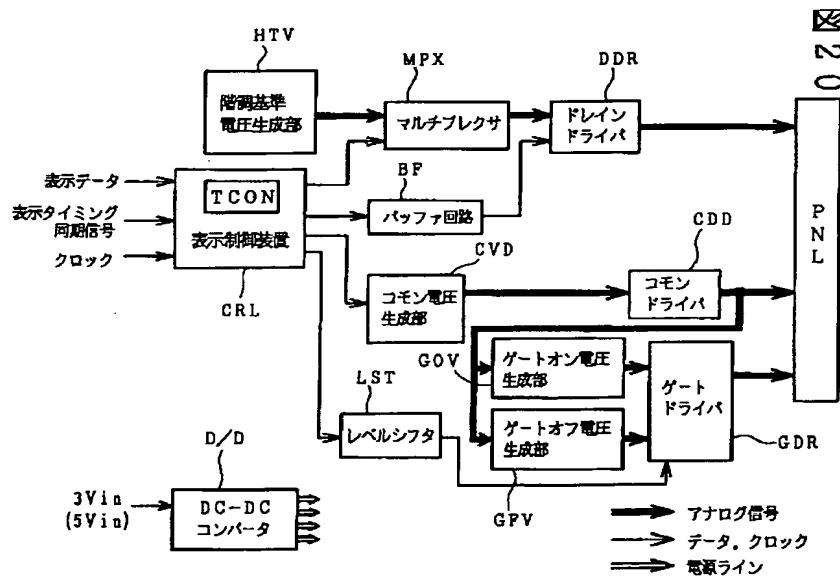 図20
HTV
MPX
DDR
階調基準
電圧生成部
マルチプレクサ
ドレイン
ドライバ
PNL
表示データ
表示タイミング
同期信号
クロック
TCON
表示制御装置
CRL
BF
バッファ回路
CVD
コモン電圧
生成部
CDD
コモン
ドライバ
GOV
ゲートオン電圧
生成部
ゲート
ドライバ
GDR
LST
レベルシフタ
ゲートオフ電圧
生成部
GFV
D/D
3Vin
(5Vin)
DC-DC
コンバータ
アナログ信号
データ。クロック
電源ライン